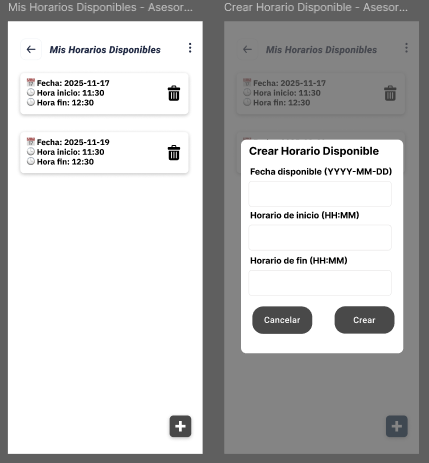 Mis Horarios Disponibles - Asesor...
Mis Horarios Disponibles
Fecha: 2025-11-17
Hora inicio: 11:30
Hora fin: 12:30
Fecha: 2025-11-19
Hora inicio: 11:30
Hora fin: 12:30
Crear Horario Disponible - Asesor...
Mis Horarios Disponibles
Fecha: 2025-11-17
Hora inicio: 11:30
Hora fin: 12:30
Crear Horario Disponible
Fecha disponible (YYYY-MM-DD)
Horario de inicio (HH:MM)
Horario de fin (HH:MM)
Cancelar
Crear